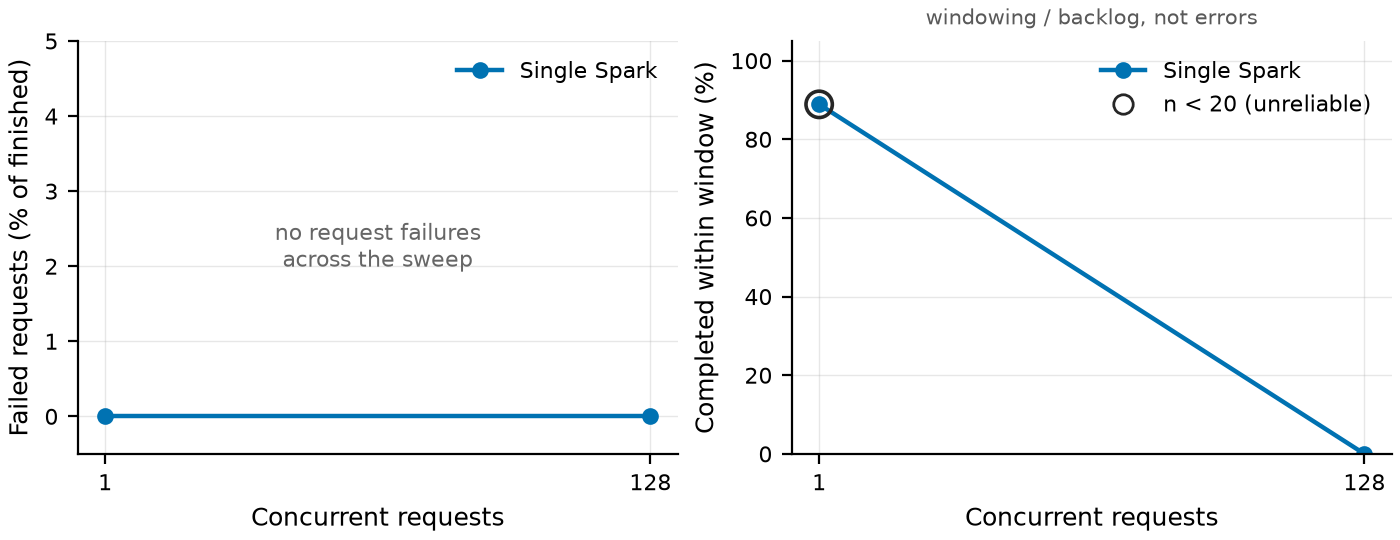 Failed requests (% of finished)
5
4
3
2
1
0
Single Spark
no request failures
across the sweep
1
128
Concurrent requests
windowing / backlog, not errors
Completed within window (%)
100
80
60
40
20
0
Single Spark
n < 20 (unreliable)
1
128
Concurrent requests